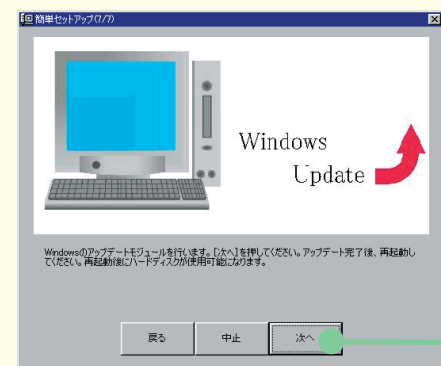 簡単セットアップ(7/7)
Windows
Update
Windowsのアップデートモジュールを行います。[次へ]を押してください。アップデート完了後、再起動し
てください。再起動後にハードディスクが使用可能になります。
戻る
中止
次へ